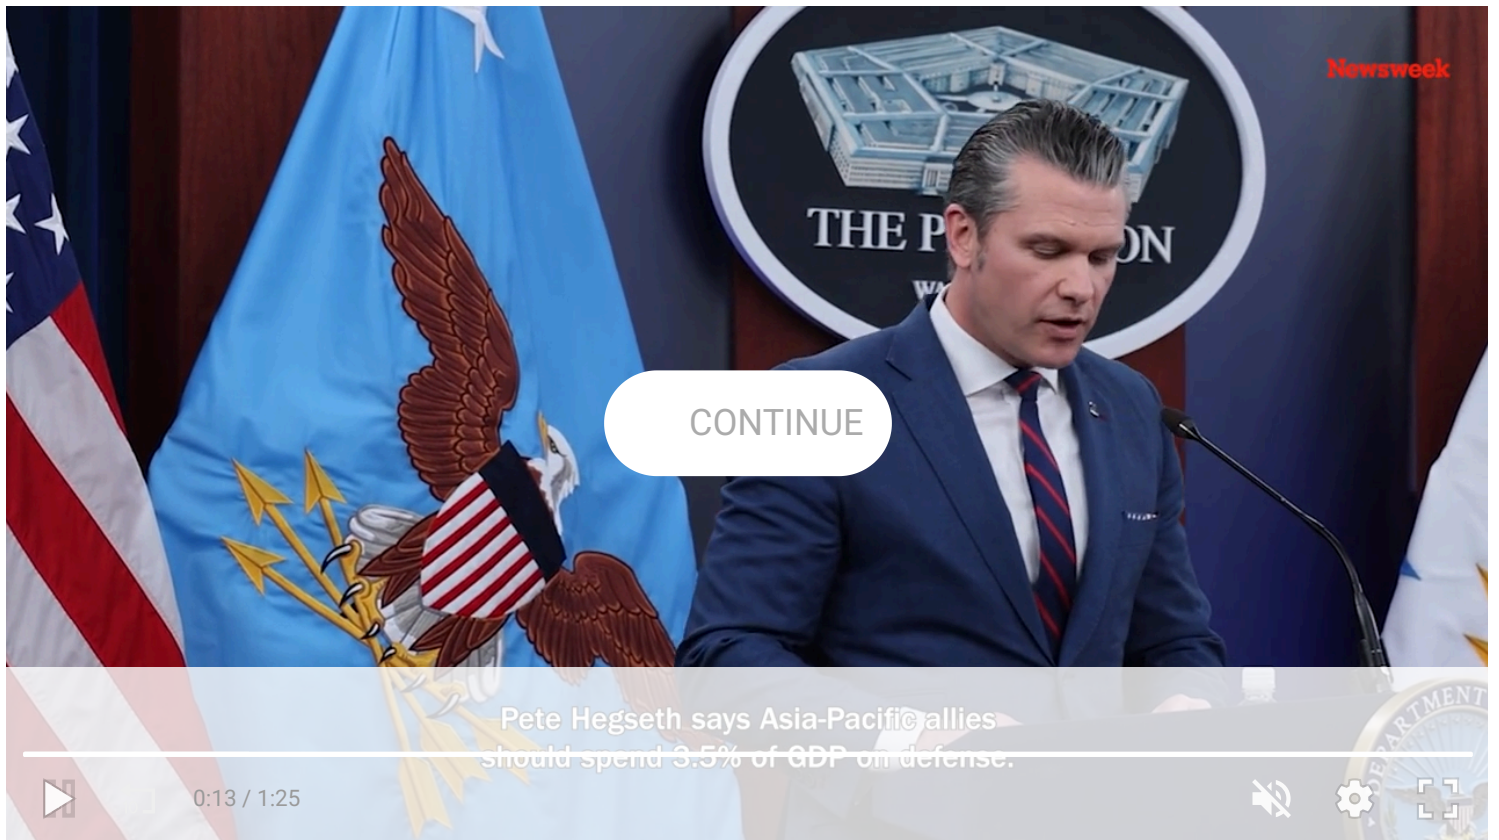 Newsweek
THE P ON
CONTINUE
Pete Hegseth says Asia-Pacific allies
should spend 3.5% of GDP on defense.
0:13 / 1:25